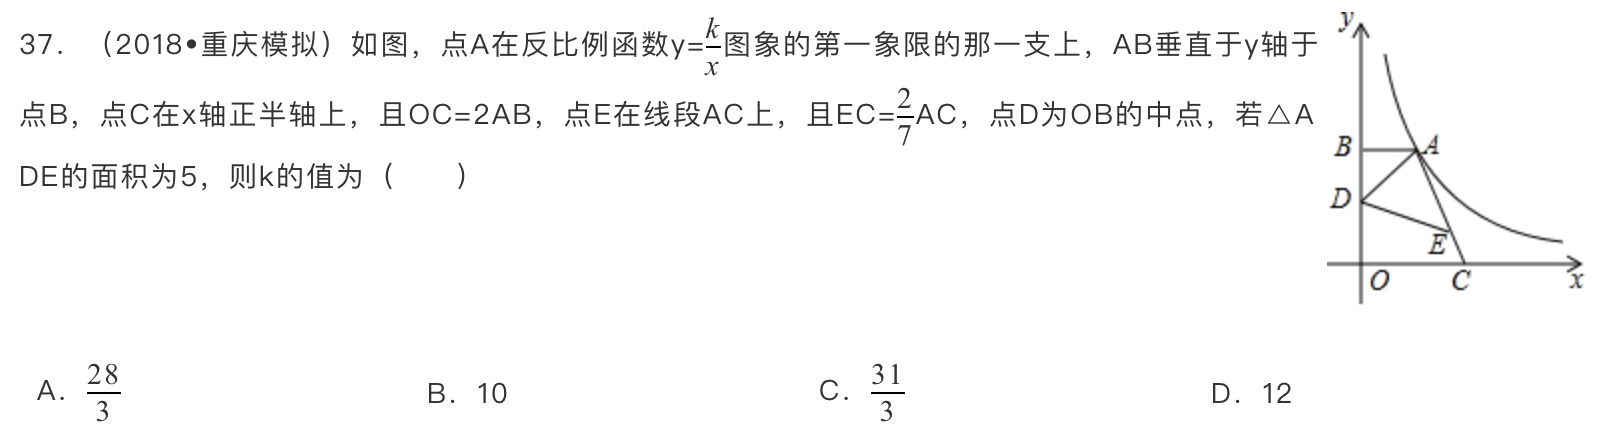 37. （2018•重庆模拟）如图，点A在反比例函数y=k/x图象的第一象限的那一支上，AB垂直于y轴于
点B，点C在x轴正半轴上，且OC=2AB，点E在线段AC上，且EC=2/7AC，点D为OB的中点，若△A
DE的面积为5，则k的值为（　　）
y
B
A
D
E
O
C
x
A. 28/3
B. 10
C. 31/3
D. 12